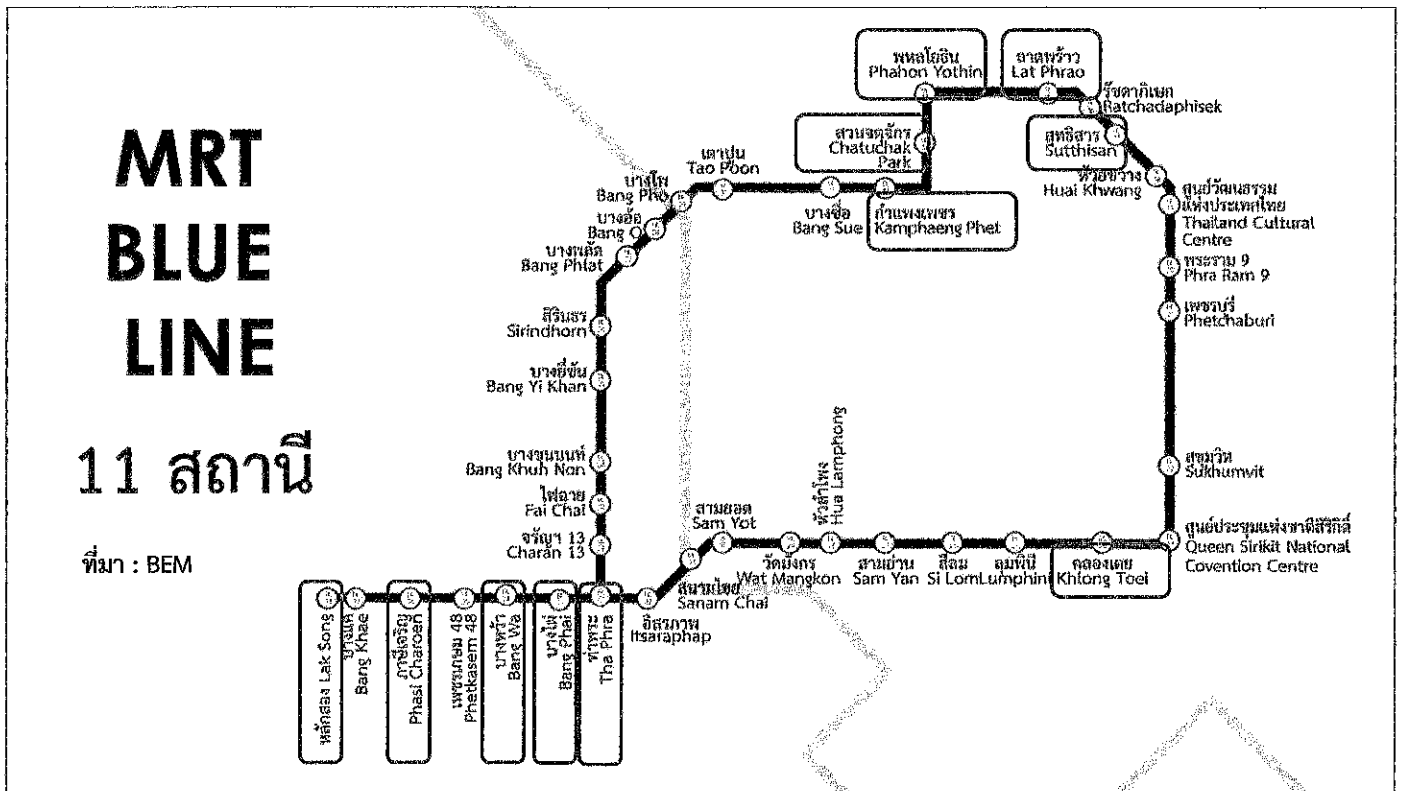 MRT
BLUE
LINE
11 สถานี
ที่มา : BEM
พหลโยธิน
Phahon Yothin
ลาดพร้าว
Lat Phrao
รัชดาภิเษก
Ratchadaphisek
สวนจตุจักร
Chatuchak
Park
สุทธิสาร
Sutthisan
เตาปูน
Tao Poon
ห้วยขวาง
Huai Khwang
บางโพ
Bang Pho
บางซื่อ
Bang Sue
กำแพงเพชร
Kamphaeng Phet
ศูนย์วัฒนธรรม
แห่งประเทศไทย
Thailand Cultural
Centre
บางอ้อ
Bang O
บางพลัด
Bang Phlat
พระราม 9
Phra Ram 9
สิรินธร
Sirindhorn
เพชรบุรี
Phetchaburi
บางยี่ขัน
Bang Yi Khan
บางขุนนนท์
Bang Khuh Non
สุขุมวิท
Sukhumvit
ไฟฉาย
Fai Chai
จรัญฯ 13
Charan 13
สามยอด
Sam Yot
หัวลำโพง
Hua Lamphong
ศูนย์ประชุมแห่งชาติสิริกิติ์
Queen Sirikit National
Covention Centre
วัดมังกร
Wat Mangkon
สามย่าน
Sam Yan
สีลม
Si Lom
ลุมพินี
Lumphini
คลองเตย
Khlong Toei
สนามไชย
Sanam Chai
อิสรภาพ
Itsaraphap
หลักสอง Lak Song
บางแค
Bang Khae
ภาษีเจริญ
Phasi Charoen
เพชรเกษม 48
Phetkasem 48
บางหว้า
Bang Wa
บางไผ่
Bang Phai
ท่าพระ
Tha Phra